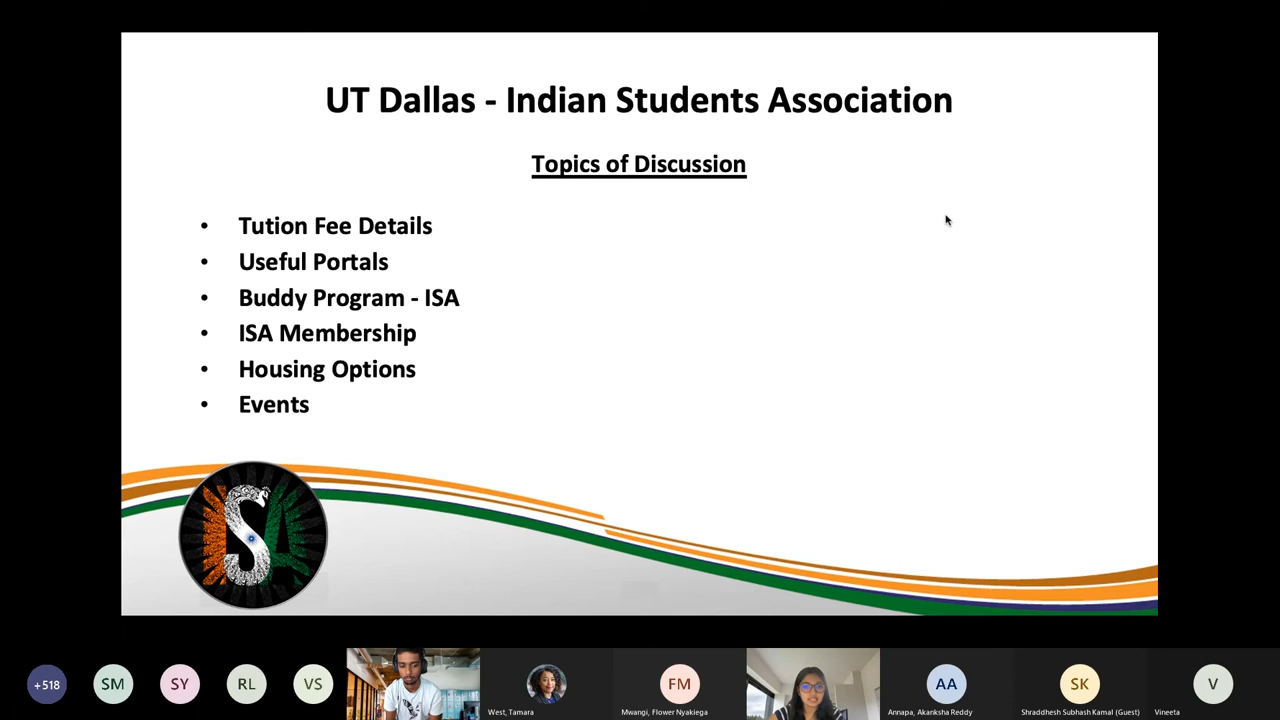 UT Dallas - Indian Students Association
Topics of Discussion
• Tution Fee Details
• Useful Portals
• Buddy Program - ISA
• ISA Membership
• Housing Options
• Events
ISA
+518
SM
SY
RL
VS
West, Tamara
FM
Mwangi, Flower Nyakiega
AA
Annapa, Akanksha Reddy
SK
Shraddhesh Subhash Kamal (Guest)
V
Vineeta